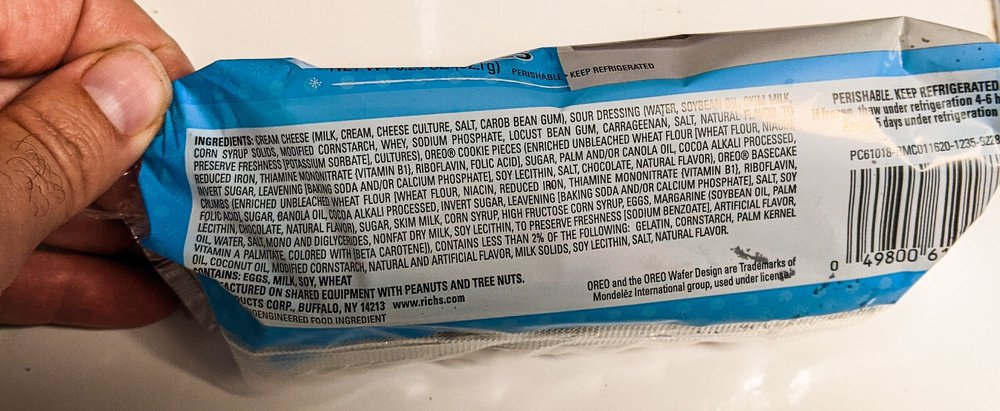 PERISHABLE - KEEP REFRIGERATED
INGREDIENTS: CREAM CHEESE (MILK, CREAM, CHEESE CULTURE, SALT, CAROB BEAN GUM), SOUR DRESSING (WATER, SOYBEAN OIL, SKIM MILK,
CORN SYRUP SOLIDS, MODIFIED CORNSTARCH, WHEY, SODIUM PHOSPHATE, LOCUST BEAN GUM, CARRAGEENAN, SALT, NATURAL FLAVOR, TO
PRESERVE FRESHNESS [POTASSIUM SORBATE], CULTURES), OREO® COOKIE PIECES (ENRICHED UNBLEACHED WHEAT FLOUR [WHEAT FLOUR, NIACIN,
REDUCED IRON, THIAMINE MONONITRATE {VITAMIN B1}, RIBOFLAVIN, FOLIC ACID], SUGAR, PALM AND/OR CANOLA OIL, COCOA ALKALI PROCESSED,
INVERT SUGAR, LEAVENING [BAKING SODA AND/OR CALCIUM PHOSPHATE], SOY LECITHIN, SALT, CHOCOLATE, NATURAL FLAVOR), OREO® BASECAKE
CRUMBS (ENRICHED UNBLEACHED WHEAT FLOUR [WHEAT FLOUR, NIACIN, REDUCED IRON, THIAMINE MONONITRATE {VITAMIN B1}, RIBOFLAVIN,
FOLIC ACID], SUGAR, CANOLA OIL, COCOA ALKALI PROCESSED, INVERT SUGAR, LEAVENING [BAKING SODA AND/OR CALCIUM PHOSPHATE], SALT, SOY
LECITHIN, CHOCOLATE, NATURAL FLAVOR), SUGAR, SKIM MILK, CORN SYRUP, HIGH FRUCTOSE CORN SYRUP, EGGS, MARGARINE (SOYBEAN OIL, PALM
OIL, WATER, SALT, MONO AND DIGLYCERIDES, NONFAT DRY MILK, SOY LECITHIN, TO PRESERVE FRESHNESS [SODIUM BENZOATE], ARTIFICIAL FLAVOR,
VITAMIN A PALMITATE, COLORED WITH [BETA CAROTENE]), CONTAINS LESS THAN 2% OF THE FOLLOWING: GELATIN, CORNSTARCH, PALM KERNEL
OIL, COCONUT OIL, MODIFIED CORNSTARCH, NATURAL AND ARTIFICIAL FLAVOR, MILK SOLIDS, SOY LECITHIN, SALT, NATURAL FLAVOR.
CONTAINS: EGGS, MILK, SOY, WHEAT
ACTURED ON SHARED EQUIPMENT WITH PEANUTS AND TREE NUTS.
UCTS CORP., BUFFALO, NY 14213 www.richs.com
OENGINEERED FOOD INGREDIENT
OREO and the OREO Wafer Design are Trademarks of
Mondelēz International group, used under license.
PERISHABLE. KEEP REFRIGERATED
thaw under refrigeration 4-6 h
5 days under refrigeration
0 49800 61